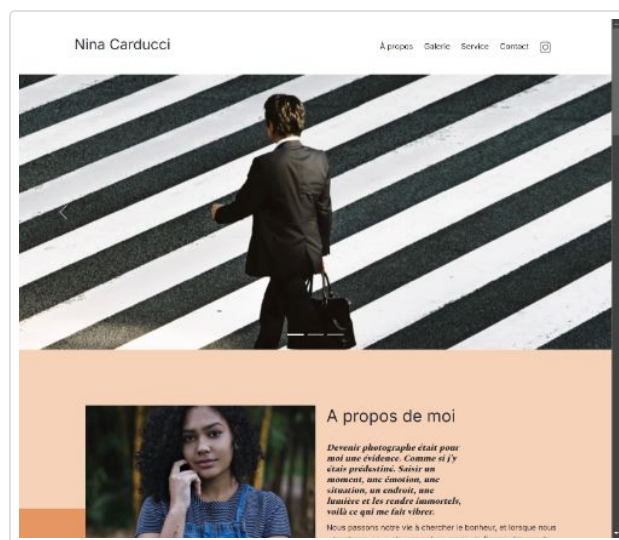 Nina Carducci
À propos Galerie Service Contact
A propos de moi
Devenir photographe était pour
moi une évidence. Comme si j'y
étais prédestiné. Saisir un
moment, une émotion, une
situation, un endroit, une
lumière et les rendre immortels,
voilà ce qui me fait vibrer.
Nous passons notre vie à chercher le bonheur, et lorsque nous